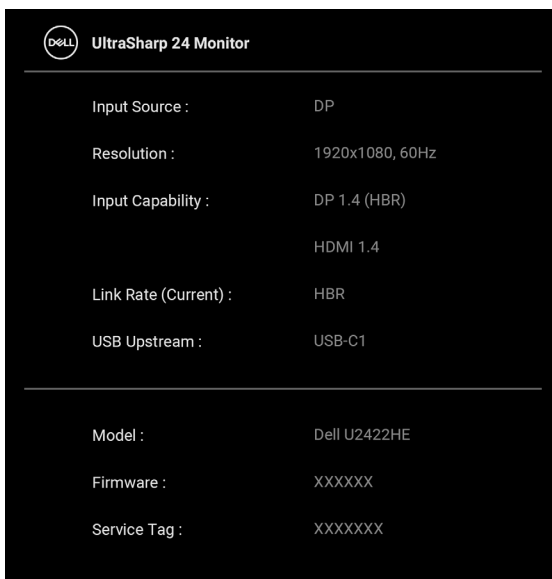 DELL UltraSharp 24 Monitor
Input Source : DP
Resolution : 1920x1080, 60Hz
Input Capability : DP 1.4 (HBR)
HDMI 1.4
Link Rate (Current) : HBR
USB Upstream : USB-C1
Model : Dell U2422HE
Firmware : XXXXXX
Service Tag : XXXXXXX